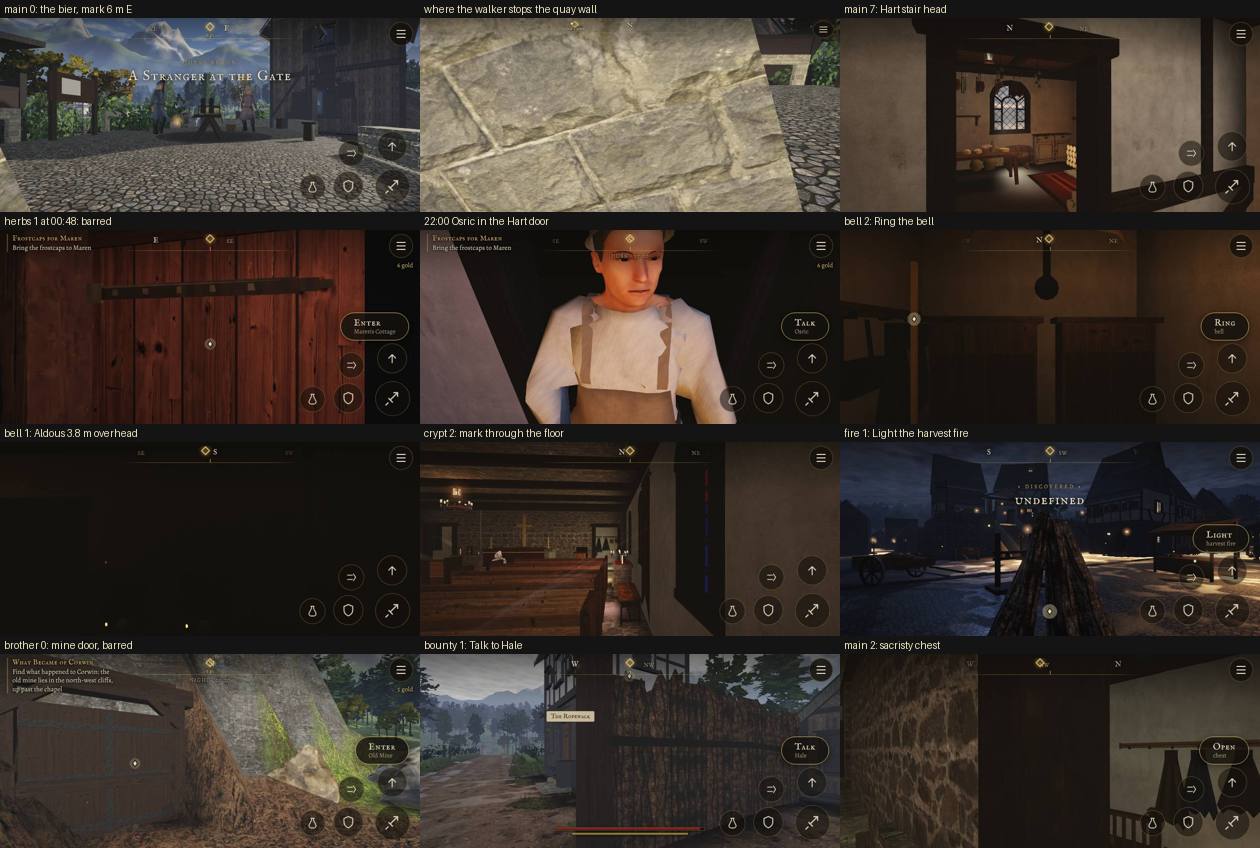 main 0: the bier, mark 6 m E
where the walker stops: the quay wall
main 7: Hart stair head
E
A Stranger at the Gate
N
N
NE
herbs 1 at 00:48: barred
22:00 Osric in the Hart door
bell 2: Ring the bell
Frostcaps for Maren
Bring the frostcaps to Maren
E
SE
6 gold
Enter
Maren's Cottage
Frostcaps for Maren
Bring the frostcaps to Maren
SE
SW
6 gold
Talk
Osric
N
NE
Ring
bell
bell 1: Aldous 3.8 m overhead
crypt 2: mark through the floor
fire 1: Light the harvest fire
SE
S
SW
N
NE
S
SW
DISCOVERED
UNDEFINED
Light
harvest fire
brother 0: mine door, barred
bounty 1: Talk to Hale
main 2: sacristy chest
What Became of Corwin
Find what happened to Corwin: the
old mine lies in the north-west cliffs,
up past the chapel
5 gold
Enter
Old Mine
W
NW
The Ropewalk
Talk
Hale
W
N
Open
chest